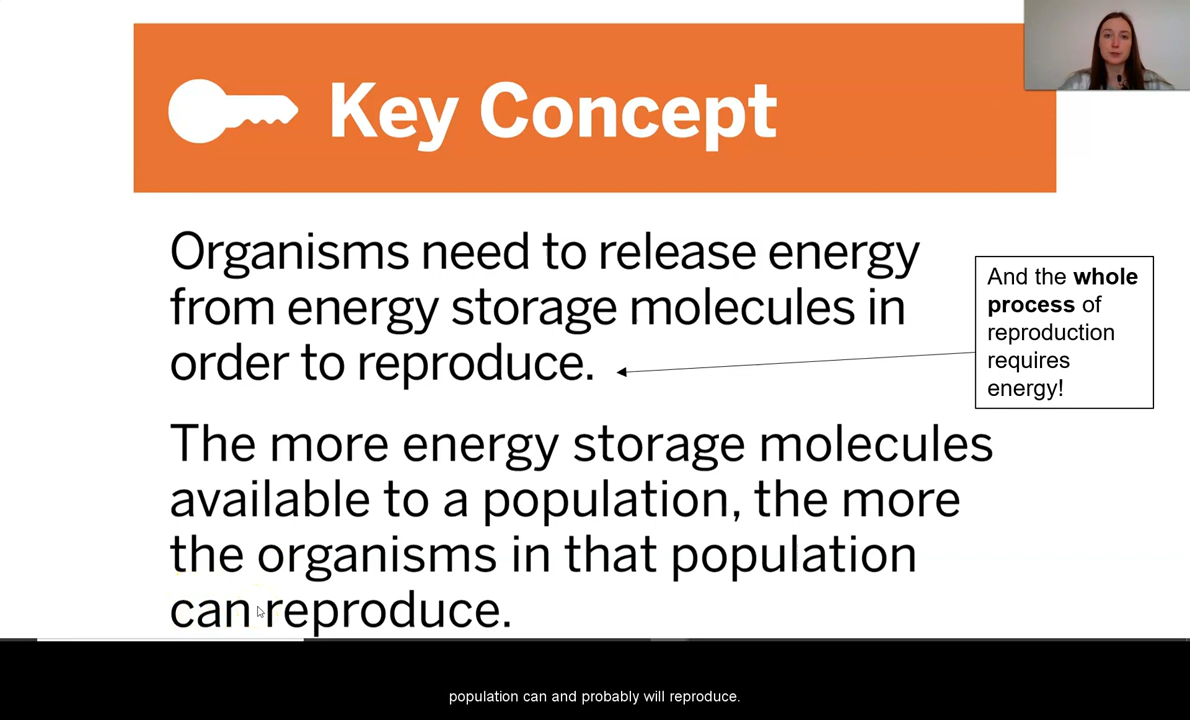 Key Concept
Organisms need to release energy
from energy storage molecules in
order to reproduce.
And the whole
process of
reproduction
requires
energy!
The more energy storage molecules
available to a population, the more
the organisms in that population
can reproduce.
population can and probably will reproduce.